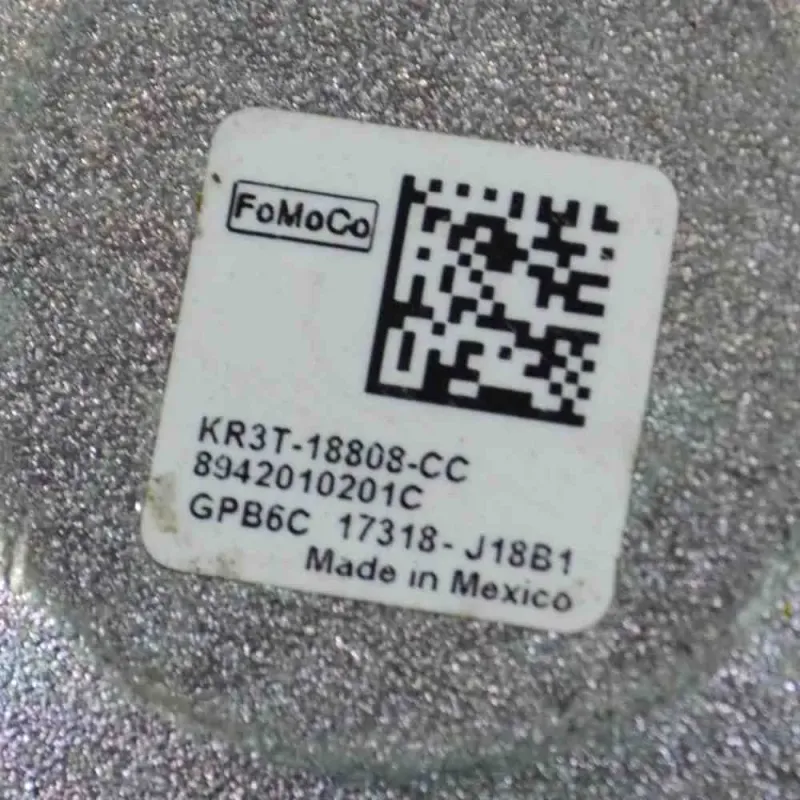 FoMoCo
KR3T-18808-CC
8942010201C
GPB6C 17318- J18B1
Made in Mexico